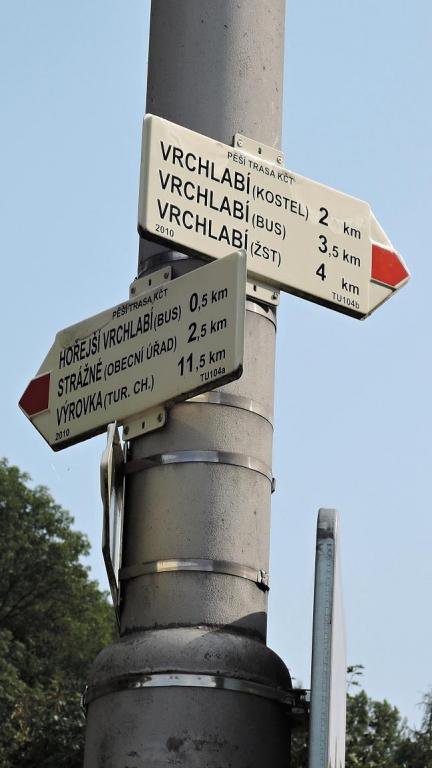 PĚŠÍ TRASA KČT
VRCHLABÍ (KOSTEL) 2 km
VRCHLABÍ (BUS) 3,5 km
VRCHLABÍ (ŽST) 4 km
2010 TU104b
PĚŠÍ TRASA KČT
HOŘEJŠÍ VRCHLABÍ (BUS) 0,5 km
STRÁŽNÉ (OBECNÍ ÚŘAD) 2,5 km
VÝROVKA (TUR. CH.) 11,5 km
2010 TU104a